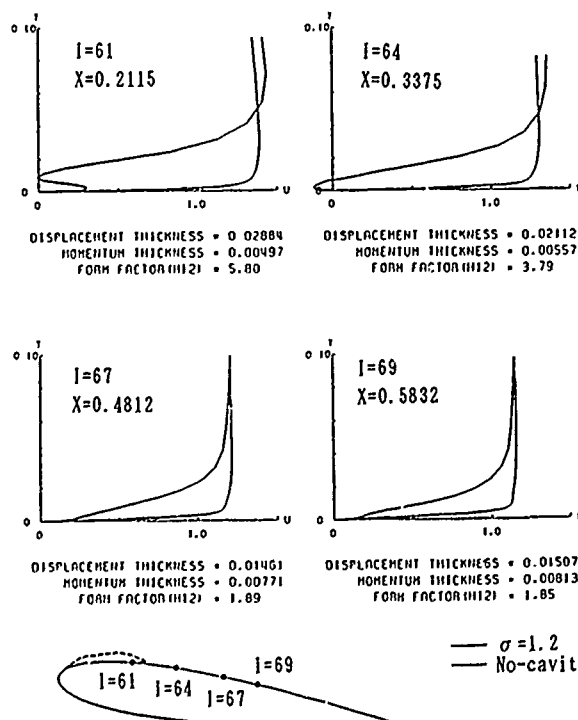 Y
0.10
I=61
X=0.2115
0
0
1.0
U
DISPLACEMENT THICKNESS = 0.02884
MOMENTUM THICKNESS = 0.00497
FORM FACTOR(H12) = 5.80
Y
0.10
I=64
X=0.3375
0
0
1.0
DISPLACEMENT THICKNESS = 0.02112
MOMENTUM THICKNESS = 0.00557
FORM FACTOR(H12) = 3.79
Y
0.10
I=67
X=0.4812
0
0
1.0
U
DISPLACEMENT THICKNESS = 0.01461
MOMENTUM THICKNESS = 0.00771
FORM FACTOR(H12) = 1.89
Y
0.10
I=69
X=0.5832
0
0
1.0
DISPLACEMENT THICKNESS = 0.01507
MOMENTUM THICKNESS = 0.00813
FORM FACTOR(H12) = 1.85
I=61
I=64
I=67
I=69
σ=1.2
No-cavit